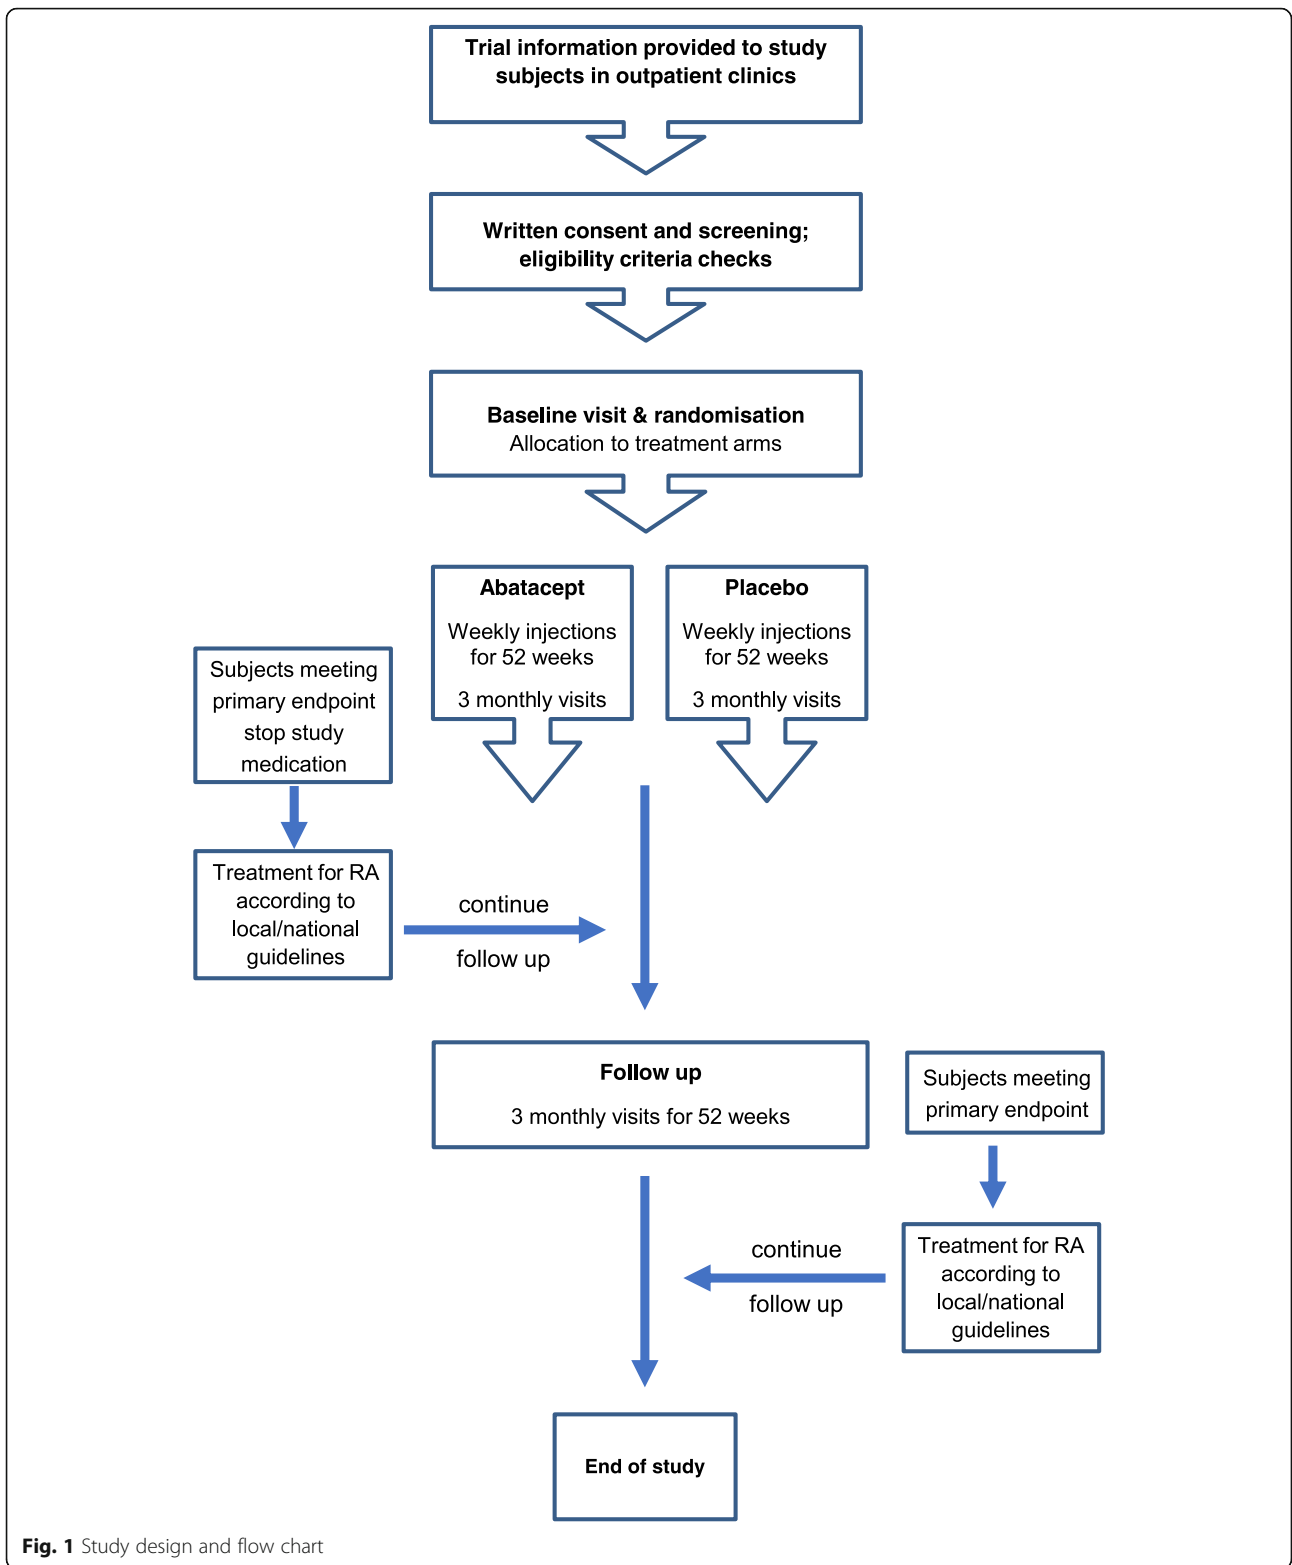 Trial information provided to study
subjects in outpatient clinics
Written consent and screening;
eligibility criteria checks
Baseline visit & randomisation
Allocation to treatment arms
Abatacept
Weekly injections
for 52 weeks
3 monthly visits
Placebo
Weekly injections
for 52 weeks
3 monthly visits
Subjects meeting
primary endpoint
stop study
medication
Treatment for RA
according to
local/national
guidelines
continue
follow up
Follow up
3 monthly visits for 52 weeks
Subjects meeting
primary endpoint
Treatment for RA
according to
local/national
guidelines
continue
follow up
End of study
Fig. 1 Study design and flow chart